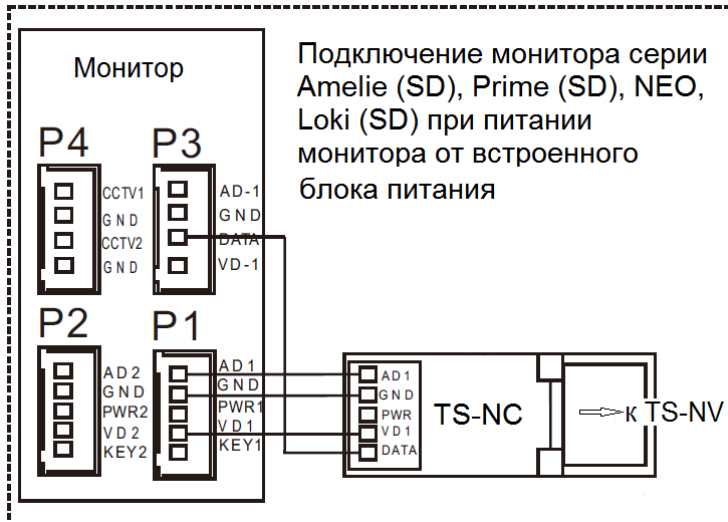 Монитор
Подключение монитора серии
Amelie (SD), Prime (SD), NEO,
Loki (SD) при питании
монитора от встроенного
блока питания
P4
CCTV1
GND
CCTV2
GND
P3
AD-1
GND
DATA
VD-1
P2
AD2
GND
PWR2
VD2
KEY2
P1
AD1
GND
PWR1
VD1
KEY1
AD1
GND
PWR
VD1
DATA
TS-NC
к TS-NV